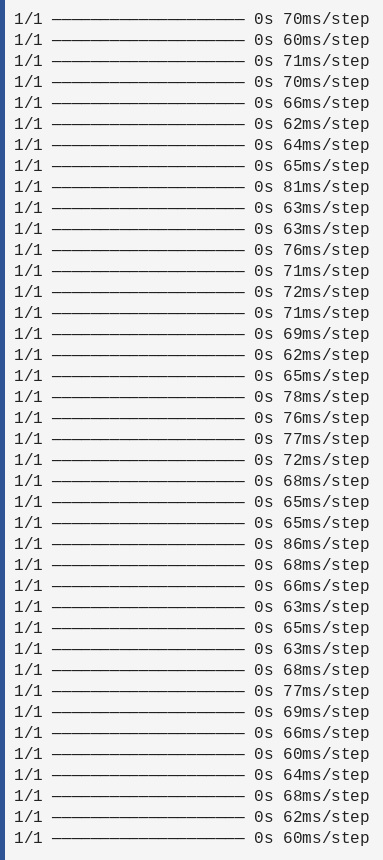 1/1 ──────────────────── 0s 70ms/step
1/1 ──────────────────── 0s 60ms/step
1/1 ──────────────────── 0s 71ms/step
1/1 ──────────────────── 0s 70ms/step
1/1 ──────────────────── 0s 66ms/step
1/1 ──────────────────── 0s 62ms/step
1/1 ──────────────────── 0s 64ms/step
1/1 ──────────────────── 0s 65ms/step
1/1 ──────────────────── 0s 81ms/step
1/1 ──────────────────── 0s 63ms/step
1/1 ──────────────────── 0s 63ms/step
1/1 ──────────────────── 0s 76ms/step
1/1 ──────────────────── 0s 71ms/step
1/1 ──────────────────── 0s 72ms/step
1/1 ──────────────────── 0s 71ms/step
1/1 ──────────────────── 0s 69ms/step
1/1 ──────────────────── 0s 62ms/step
1/1 ──────────────────── 0s 65ms/step
1/1 ──────────────────── 0s 78ms/step
1/1 ──────────────────── 0s 76ms/step
1/1 ──────────────────── 0s 77ms/step
1/1 ──────────────────── 0s 72ms/step
1/1 ──────────────────── 0s 68ms/step
1/1 ──────────────────── 0s 65ms/step
1/1 ──────────────────── 0s 65ms/step
1/1 ──────────────────── 0s 86ms/step
1/1 ──────────────────── 0s 68ms/step
1/1 ──────────────────── 0s 66ms/step
1/1 ──────────────────── 0s 63ms/step
1/1 ──────────────────── 0s 65ms/step
1/1 ──────────────────── 0s 63ms/step
1/1 ──────────────────── 0s 68ms/step
1/1 ──────────────────── 0s 77ms/step
1/1 ──────────────────── 0s 69ms/step
1/1 ──────────────────── 0s 66ms/step
1/1 ──────────────────── 0s 60ms/step
1/1 ──────────────────── 0s 64ms/step
1/1 ──────────────────── 0s 68ms/step
1/1 ──────────────────── 0s 62ms/step
1/1 ──────────────────── 0s 60ms/step